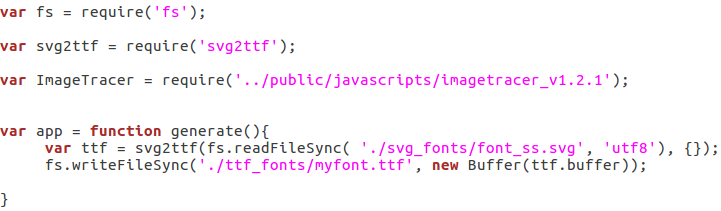 var fs = require('fs');
var svg2ttf = require('svg2ttf');
var ImageTracer = require('../public/javascripts/imagetracer_v1.2.1');
var app = function generate(){
     var ttf = svg2ttf(fs.readFileSync( './svg_fonts/font_ss.svg', 'utf8'), {});
     fs.writeFileSync('./ttf_fonts/myfont.ttf', new Buffer(ttf.buffer));
}